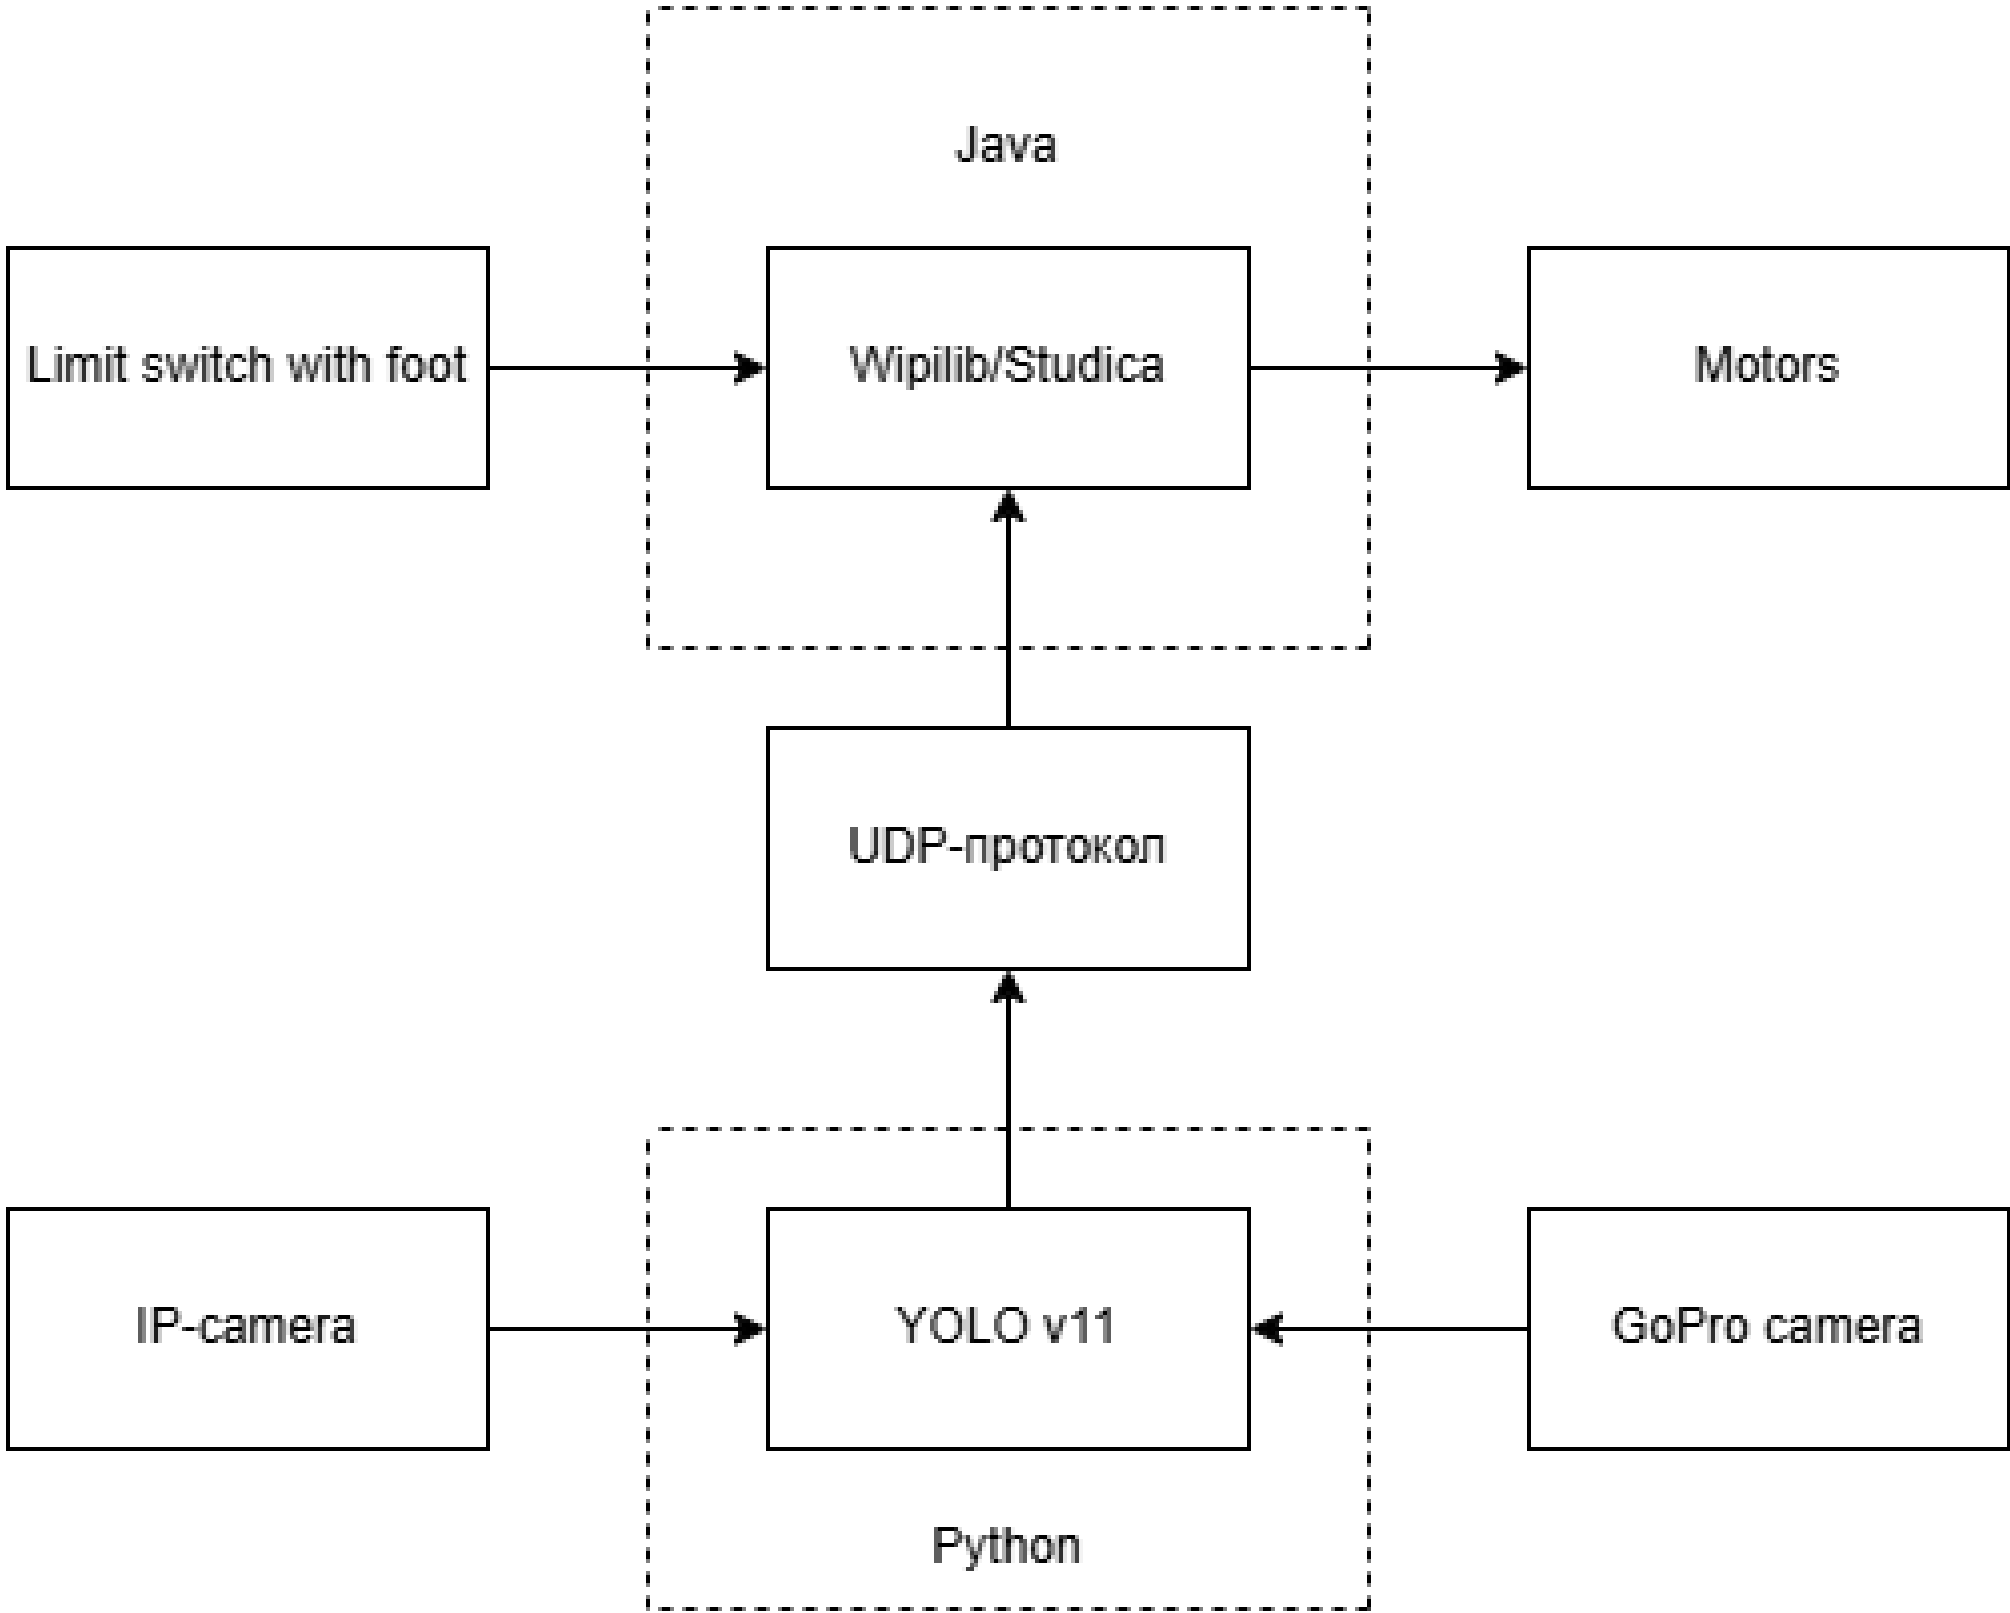 Java
Limit switch with foot
Wipilib/Studica
Motors
UDP-протокол
IP-camera
YOLO v11
GoPro camera
Python